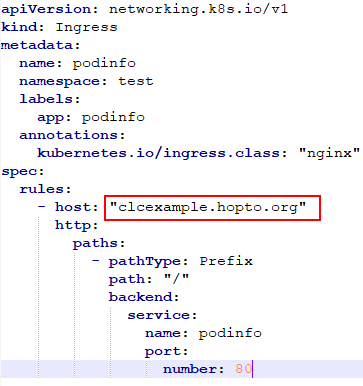 apiVersion: networking.k8s.io/v1
kind: Ingress
metadata:
  name: podinfo
  namespace: test
  labels:
    app: podinfo
  annotations:
    kubernetes.io/ingress.class: "nginx"
spec:
  rules:
    - host: "clcexample.hopto.org"
      http:
        paths:
          - pathType: Prefix
            path: "/"
            backend:
              service:
                name: podinfo
                port:
                  number: 80